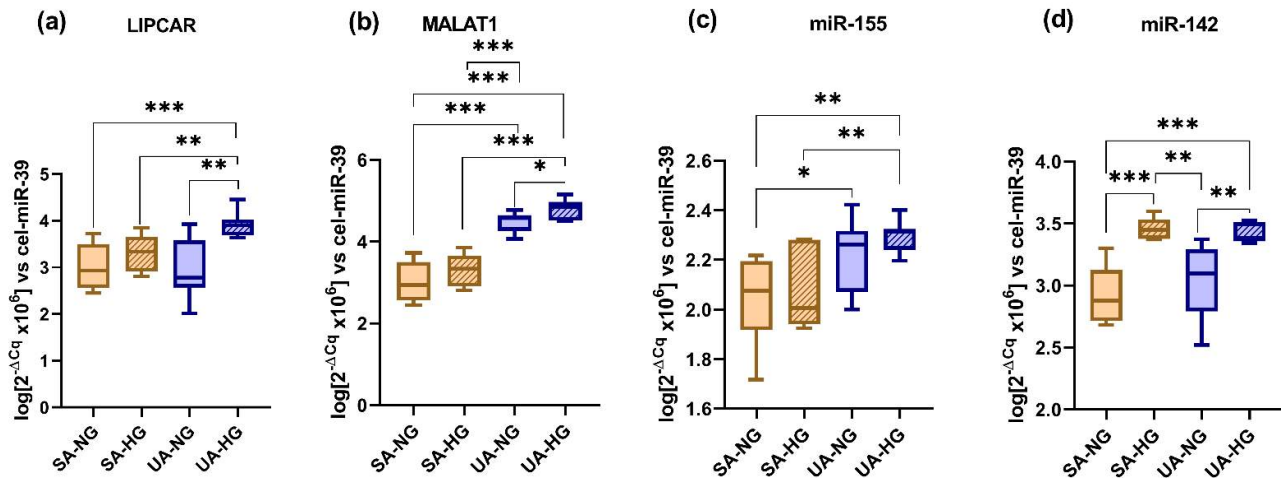 (a) LIPCAR
***
**
**
log[2^-ΔCq x10^6] vs cel-miR-39
5
4
3
2
1
0
SA-NG
SA-HG
UA-NG
UA-HG
(b) MALAT1
***
***
***
***
*
log[2^-ΔCq x10^6] vs cel-miR-39
6
4
2
0
SA-NG
SA-HG
UA-NG
UA-HG
(c) miR-155
**
**
*
log[2^-ΔCq x10^6] vs cel-miR-39
2.6
2.4
2.2
2.0
1.8
1.6
SA-NG
SA-HG
UA-NG
UA-HG
(d) miR-142
***
**
***
**
log[2^-ΔCq x10^6] vs cel-miR-39
4.0
3.5
3.0
2.5
2.0
SA-NG
SA-HG
UA-NG
UA-HG